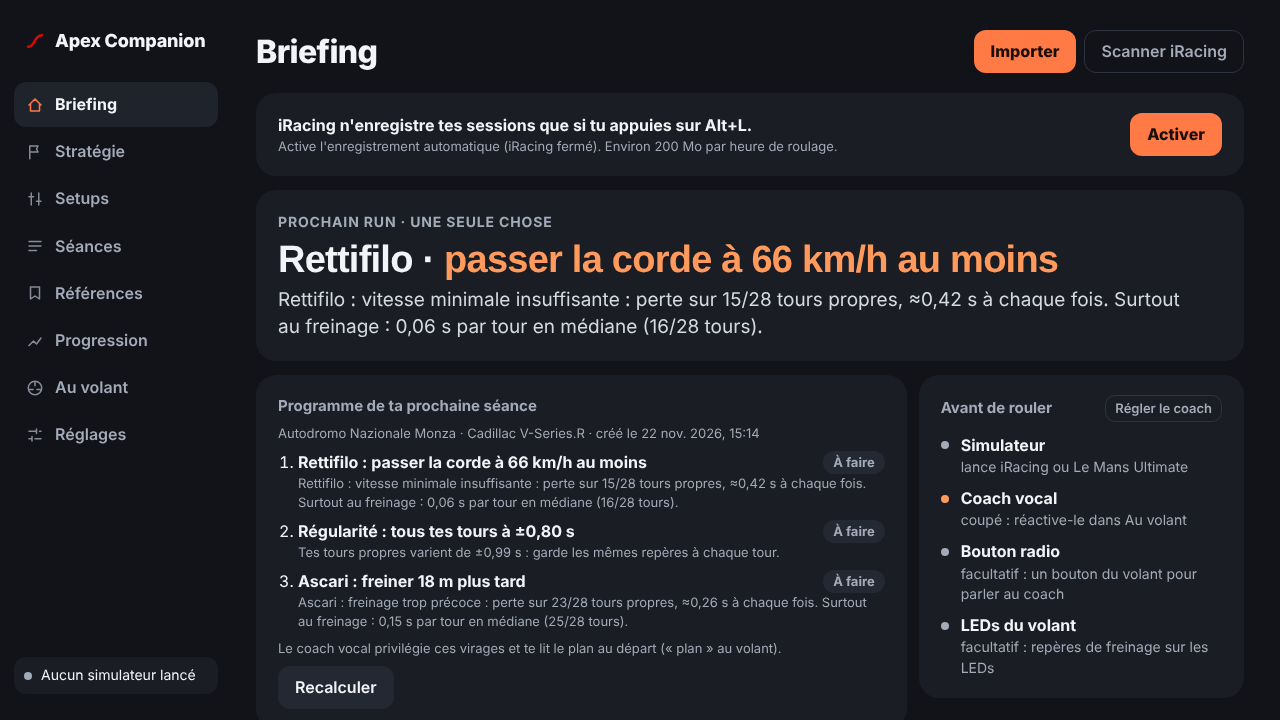 Apex Companion
Briefing
Stratégie
Setups
Séances
Références
Progression
Au volant
Réglages
Aucun simulateur lancé
Briefing
Importer
Scanner iRacing
iRacing n'enregistre tes sessions que si tu appuies sur Alt+L.
Active l'enregistrement automatique (iRacing fermé). Environ 200 Mo par heure de roulage.
Activer
PROCHAIN RUN · UNE SEULE CHOSE
Rettifilo · passer la corde à 66 km/h au moins
Rettifilo : vitesse minimale insuffisante : perte sur 15/28 tours propres, ≈0,42 s à chaque fois. Surtout
au freinage : 0,06 s par tour en médiane (16/28 tours).
Programme de ta prochaine séance
Autodromo Nazionale Monza · Cadillac V-Series.R · créé le 22 nov. 2026, 15:14
1. Rettifilo : passer la corde à 66 km/h au moins
À faire
Rettifilo : vitesse minimale insuffisante : perte sur 15/28 tours propres, ≈0,42 s à chaque fois.
Surtout au freinage : 0,06 s par tour en médiane (16/28 tours).
2. Régularité : tous tes tours à ±0,80 s
À faire
Tes tours propres varient de ±0,99 s : garde les mêmes repères à chaque tour.
3. Ascari : freiner 18 m plus tard
À faire
Ascari : freinage trop précoce : perte sur 23/28 tours propres, ≈0,26 s à chaque fois. Surtout
au freinage : 0,15 s par tour en médiane (25/28 tours).
Le coach vocal privilégie ces virages et te lit le plan au départ (« plan » au volant).
Recalculer
Avant de rouler
Régler le coach
Simulateur
lance iRacing ou Le Mans Ultimate
Coach vocal
coupé : réactive-le dans Au volant
Bouton radio
facultatif : un bouton du volant pour
parler au coach
LEDs du volant
facultatif : repères de freinage sur les
LEDs